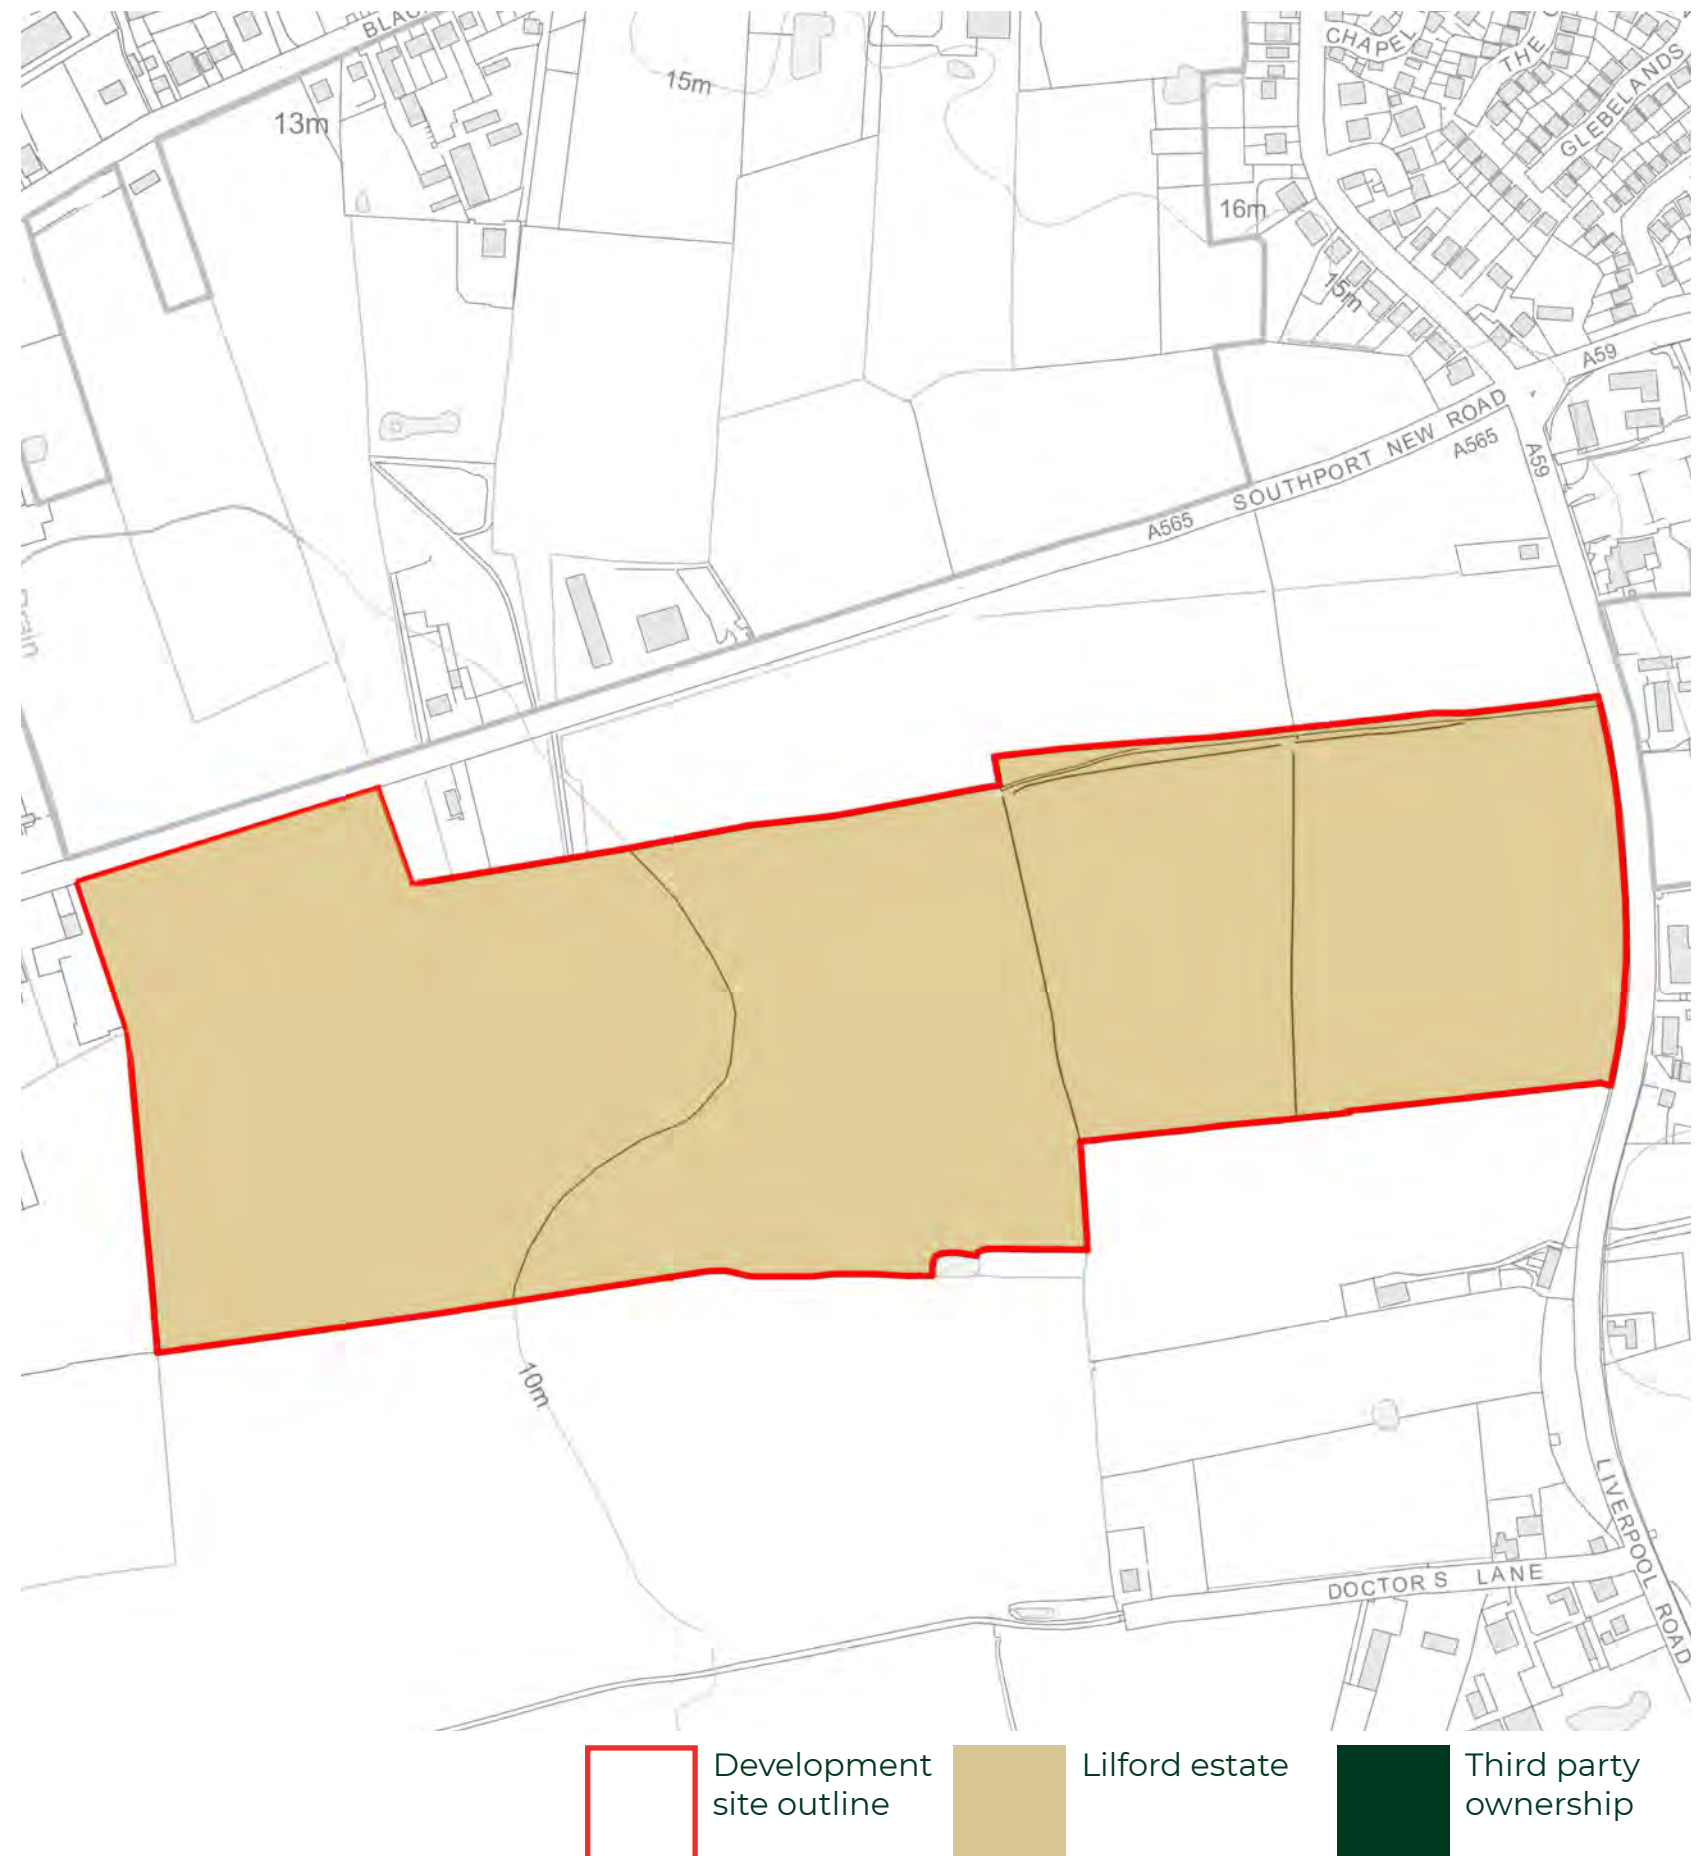 CHAPEL
THE
15m
13m
GLEBELANDS
16m
15m
A59
SOUTHPORT NEW ROAD
A565
A59
A565
Drain
10m
LIVERPOOL ROAD
DOCTOR'S LANE
Development
site outline
Lilford estate
Third party
ownership